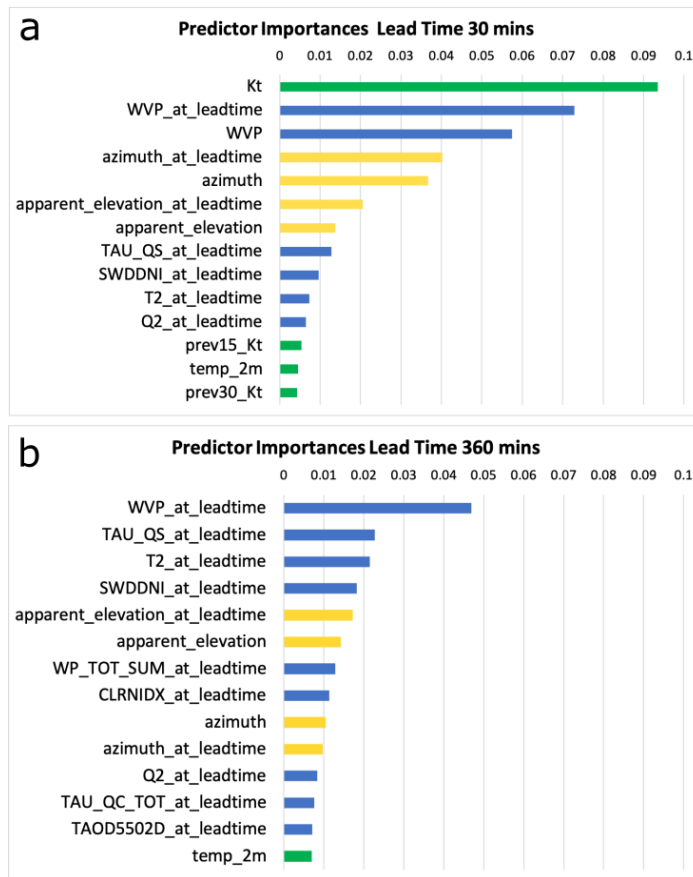 a
Predictor Importances Lead Time 30 mins
0 0.01 0.02 0.03 0.04 0.05 0.06 0.07 0.08 0.09 0.1
Kt
WVP_at_leadtime
WVP
azimuth_at_leadtime
azimuth
apparent_elevation_at_leadtime
apparent_elevation
TAU_QS_at_leadtime
SWDDNI_at_leadtime
T2_at_leadtime
Q2_at_leadtime
prev15_Kt
temp_2m
prev30_Kt
b
Predictor Importances Lead Time 360 mins
0 0.01 0.02 0.03 0.04 0.05 0.06 0.07 0.08 0.09 0.1
WVP_at_leadtime
TAU_QS_at_leadtime
T2_at_leadtime
SWDDNI_at_leadtime
apparent_elevation_at_leadtime
apparent_elevation
WP_TOT_SUM_at_leadtime
CLRNIDX_at_leadtime
azimuth
azimuth_at_leadtime
Q2_at_leadtime
TAU_QC_TOT_at_leadtime
TAOD5502D_at_leadtime
temp_2m